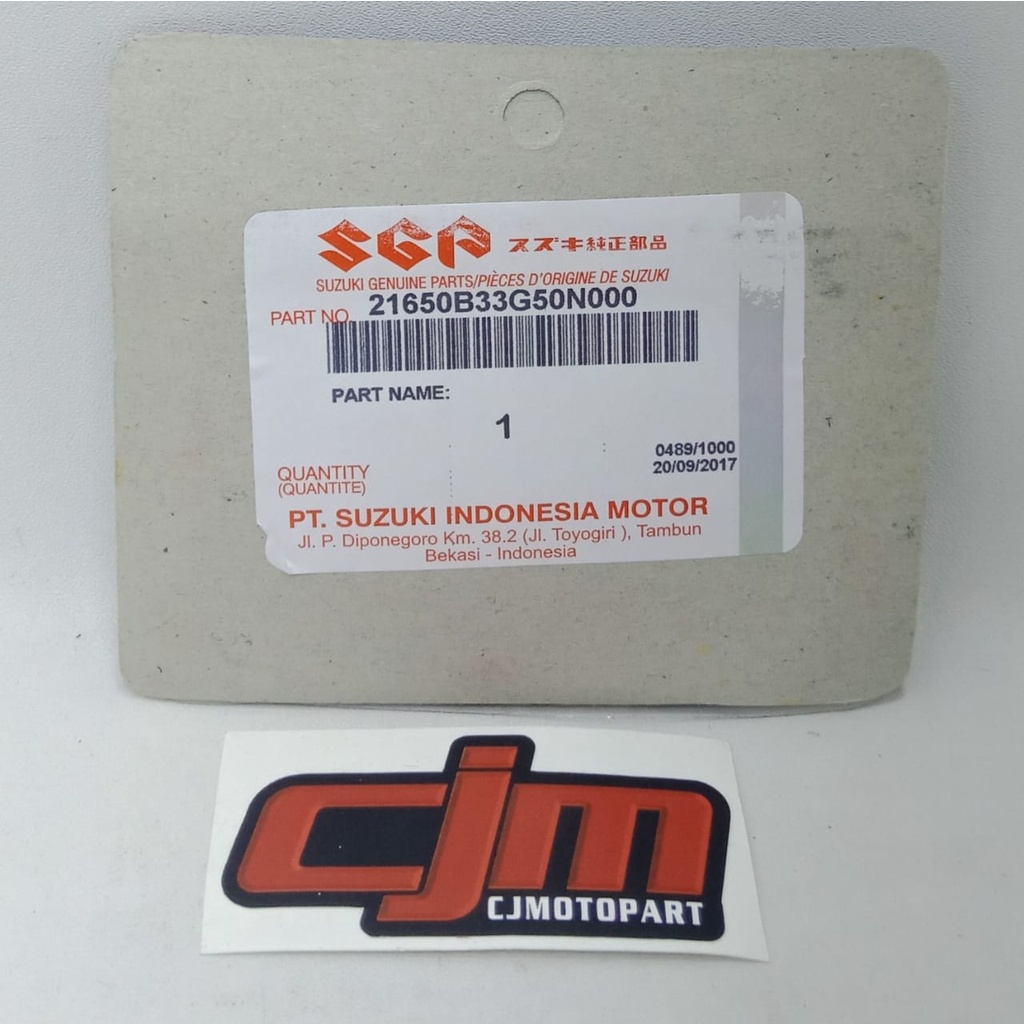 SGP スズキ純正部品
SUZUKI GENUINE PARTS/PIÈCES D'ORIGINE DE SUZUKI
PART NO. 21650B33G50N000
PART NAME:
1
0489/1000
20/09/2017
QUANTITY
(QUANTITE)
PT. SUZUKI INDONESIA MOTOR
Jl. P. Diponegoro Km. 38.2 (Jl. Toyogiri ), Tambun
Bekasi - Indonesia
cjm
CJMOTOPART